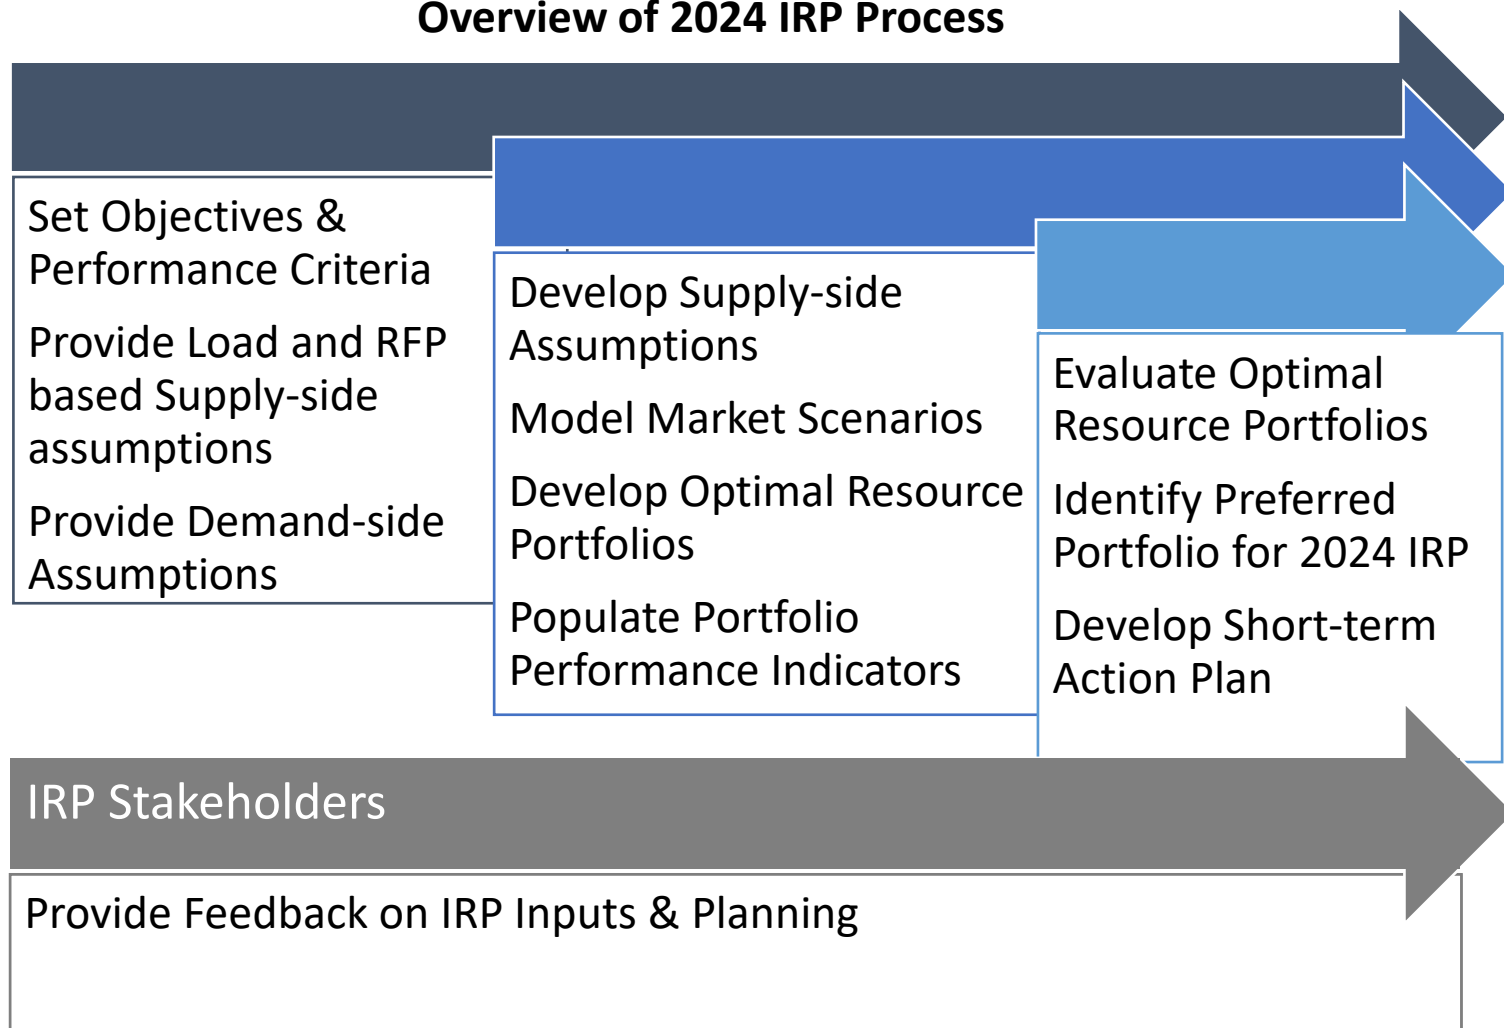 Overview of 2024 IRP Process
Set Objectives &
Performance Criteria
Provide Load and RFP
based Supply-side
assumptions
Provide Demand-side
Assumptions
Develop Supply-side
Assumptions
Model Market Scenarios
Develop Optimal Resource
Portfolios
Populate Portfolio
Performance Indicators
Evaluate Optimal
Resource Portfolios
Identify Preferred
Portfolio for 2024 IRP
Develop Short-term
Action Plan
IRP Stakeholders
Provide Feedback on IRP Inputs & Planning